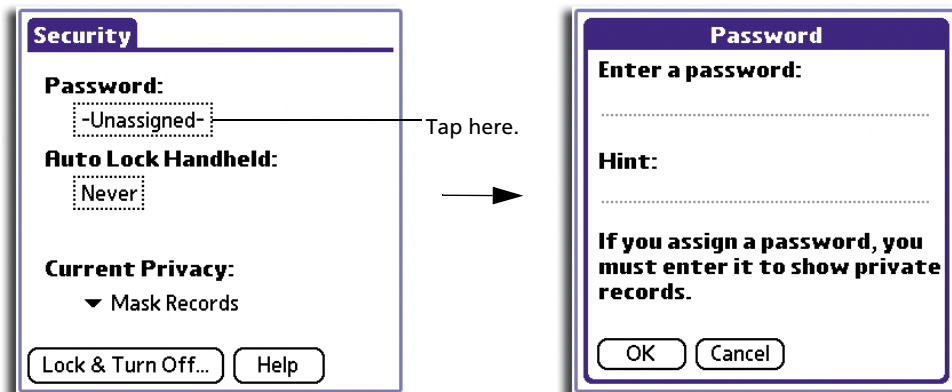 Security
Password:
-Unassigned-
Tap here.
Auto Lock Handheld:
Never
Current Privacy:
Mask Records
Lock & Turn Off...
Help
Password
Enter a password:
Hint:
If you assign a password, you
must enter it to show private
records.
OK
Cancel